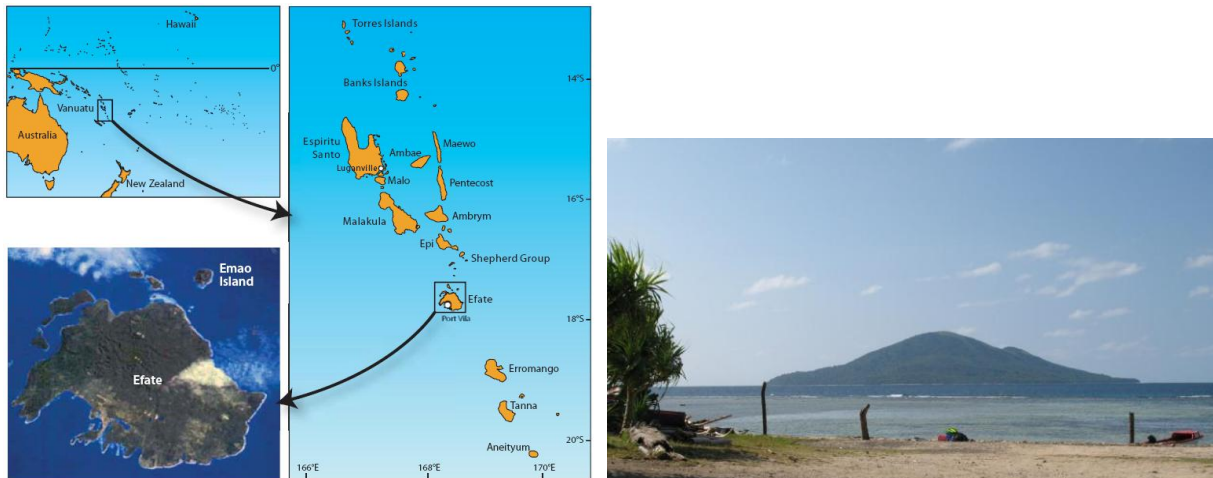 Hawaii
0°
Vanuatu
Australia
New Zealand
Emao
Island
Efate
Torres Islands
14°S
Banks Islands
Espiritu
Santo
Ambae
Maewo
Luganville
Malo
Pentecost
16°S
Malakula
Ambrym
Epi
Shepherd Group
Efate
Port Villa
18°S
Erromango
Tanna
Aneityum
20°S
166°E
168°E
170°E